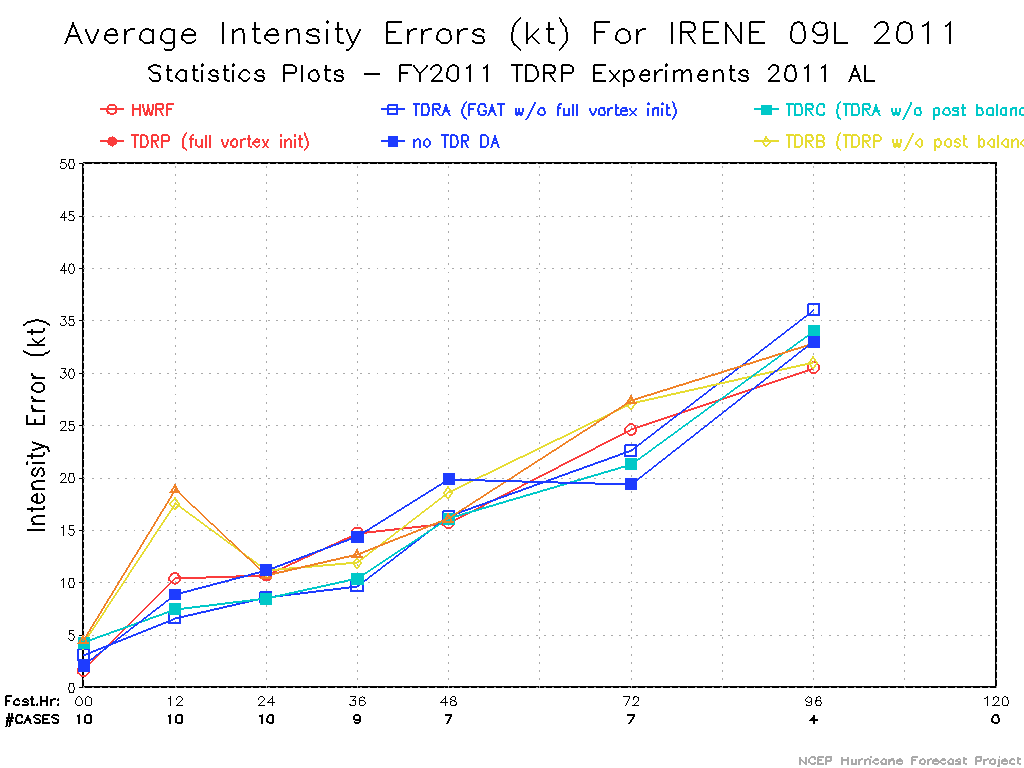 Average Intensity Errors (kt) For IRENE 09L 2011
Statistics Plots – FY2011 TDRP Experiments 2011 AL
HWRF TDRA (FGAT w/o full vortex init) TDRC (TDRA w/o post balanc
TDRP (full vortex init) no TDR DA TDRB (TDRP w/o post balanc
50
45
40
35
30
25
20
15
10
5
0
Intensity Error (kt)
Fcst.Hr: 00 12 24 36 48 72 96 120
#CASES 10 10 10 9 7 7 4 0
NCEP Hurricane Forecast Project